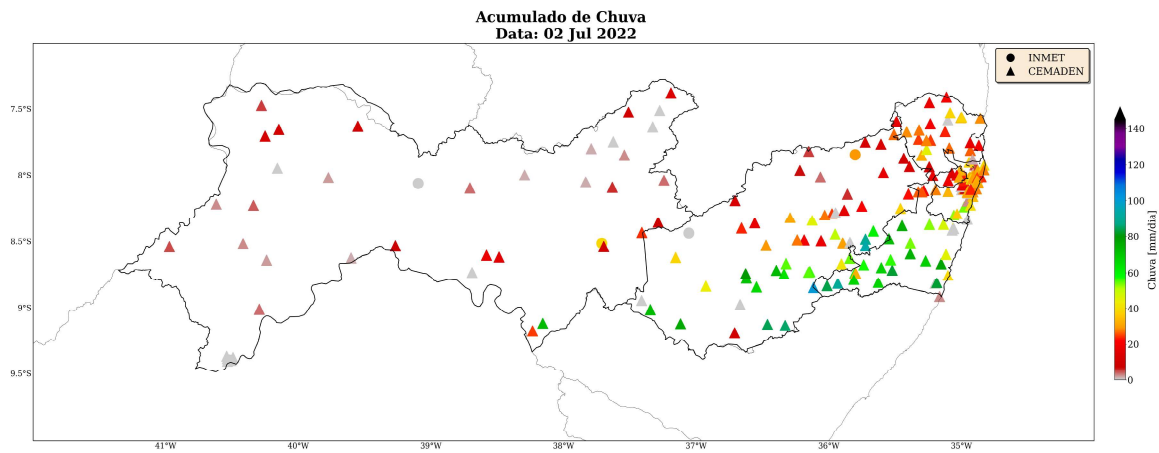 Acumulado de Chuva
Data: 02 Jul 2022
INMET
CEMADEN
7.5°S
8°S
8.5°S
9°S
9.5°S
41°W
40°W
39°W
38°W
37°W
36°W
35°W
140
120
100
80
60
40
20
0
Chuva [mm/dia]